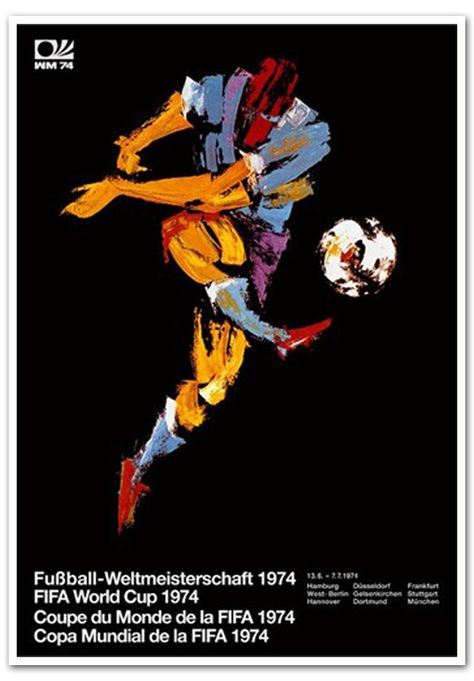 WM 74
Fußball-Weltmeisterschaft 1974
FIFA World Cup 1974
Coupe du Monde de la FIFA 1974
Copa Mundial de la FIFA 1974
13.6. – 7.7.1974
Hamburg Düsseldorf Frankfurt
West-Berlin Gelsenkirchen Stuttgart
Hannover Dortmund München